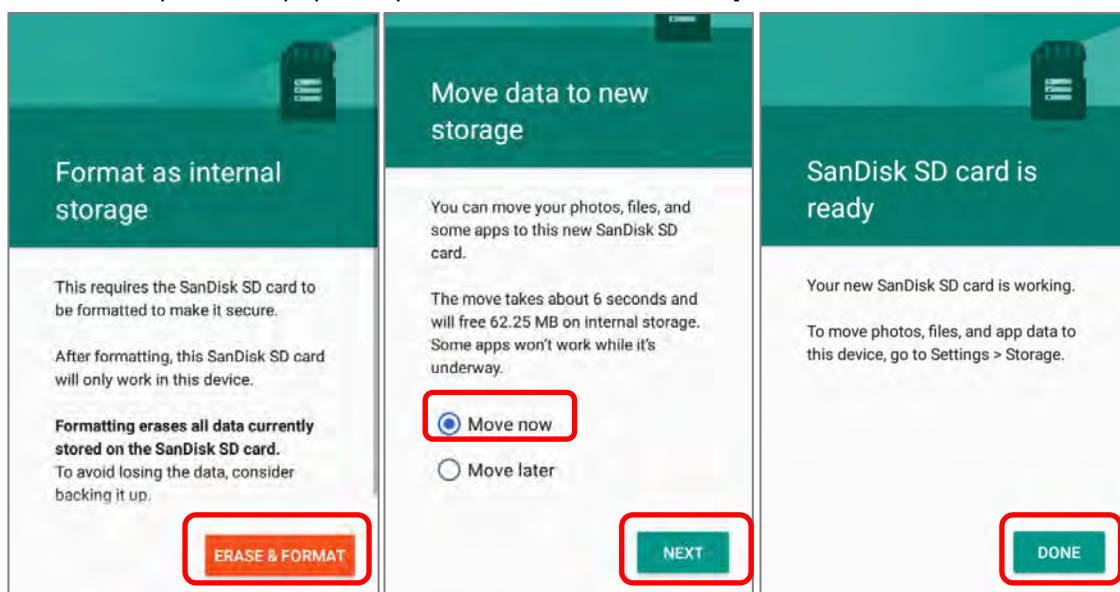 Format as internal
storage
This requires the SanDisk SD card to
be formatted to make it secure.
After formatting, this SanDisk SD card
will only work in this device.
Formatting erases all data currently
stored on the SanDisk SD card.
To avoid losing the data, consider
backing it up.
ERASE & FORMAT
Move data to new
storage
You can move your photos, files, and
some apps to this new SanDisk SD
card.
The move takes about 6 seconds and
will free 62.25 MB on internal storage.
Some apps won't work while it's
underway.
Move now
Move later
NEXT
SanDisk SD card is
ready
Your new SanDisk SD card is working.
To move photos, files, and app data to
this device, go to Settings > Storage.
DONE